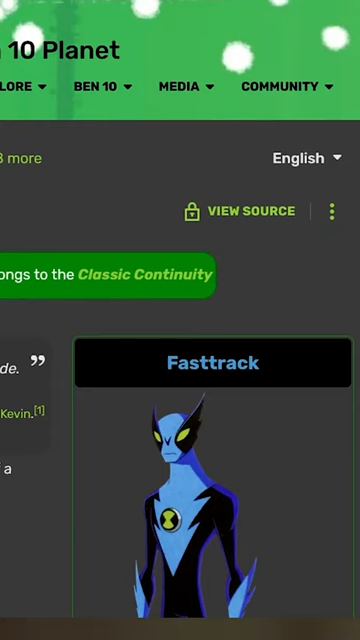 10 Planet
LORE
BEN 10
MEDIA
COMMUNITY
more
English
VIEW SOURCE
ongs to the Classic Continuity
de. ”
Kevin.[1]
a
Fasttrack